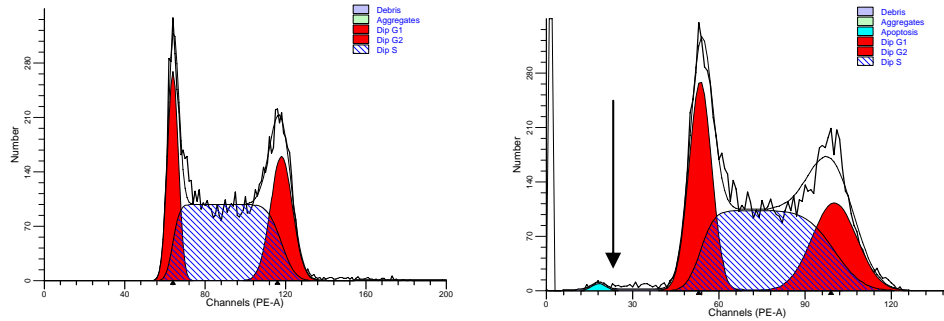 Debris
Aggregates
Dip G1
Dip G2
Dip S
Number
280
210
140
70
0
0
40
80
120
160
200
Channels (PE-A)
Debris
Aggregates
Apoptosis
Dip G1
Dip G2
Dip S
Number
280
210
140
70
0
0
30
60
90
120
Channels (PE-A)